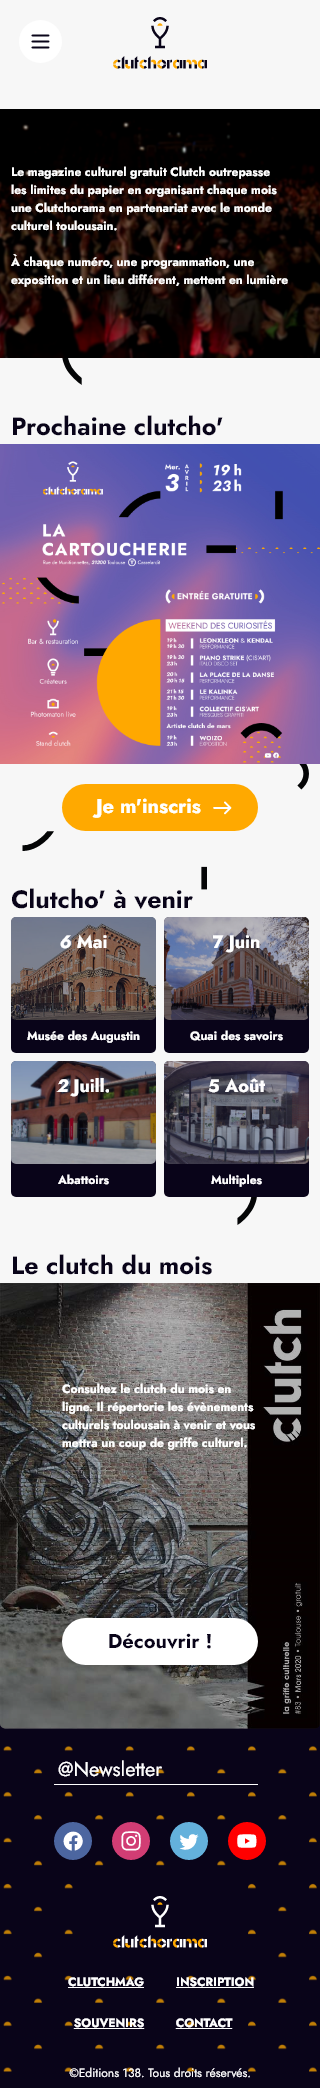 clutchorama
Le magazine culturel gratuit Clutch outrepasse
les limites du papier en organisant chaque mois
une Clutchorama en partenariat avec le monde
culturel toulousain.
À chaque numéro, une programmation, une
exposition et un lieu différent, mettent en lumière
Prochaine clutcho'
clutchorama
Mer.
3
AVRIL
19 h
23 h
LA
CARTOUCHERIE
31300 Toulouse
ENTRÉE GRATUITE
WEEKEND DES CURIOSITÉS
Bar & restauration
Créateurs
Photomaton live
Stand clutch
19 h
19 h 30
LEONKLEON & KENDAL
PERFORMANCE
19 h 30
23 h
PIANO STRIKE (CIS'ART)
ITALO DISCO SET
20 h
20 h 15
LA PLACE DE LA DANSE
PERFORMANCE
21 h 15
21 h 30
LE KALINKA
PERFORMANCE
19 h
23 h
COLLECTIF CIS'ART
FRESQUES GRAFFITI
Artiste clutch de mars
19 h
23 h
WOIZO
EXPOSITION
Je m'inscris
Clutcho' à venir
6 Mai
Musée des Augustin
7 Juin
Quai des savoirs
2 Juill.
Abattoirs
5 Août
Multiples
Le clutch du mois
clutch
Consultez le clutch du mois en
ligne. Il répertorie les évènements
culturels toulousain à venir et vous
mettra un coup de griffe culturel.
la griffe culturelle
#83 • Mars 2020 • Toulouse • gratuit
Découvrir !
@Newsletter
clutchorama
CLUTCHMAG
INSCRIPTION
SOUVENIRS
CONTACT
©Editions 138. Tous droits réservés.